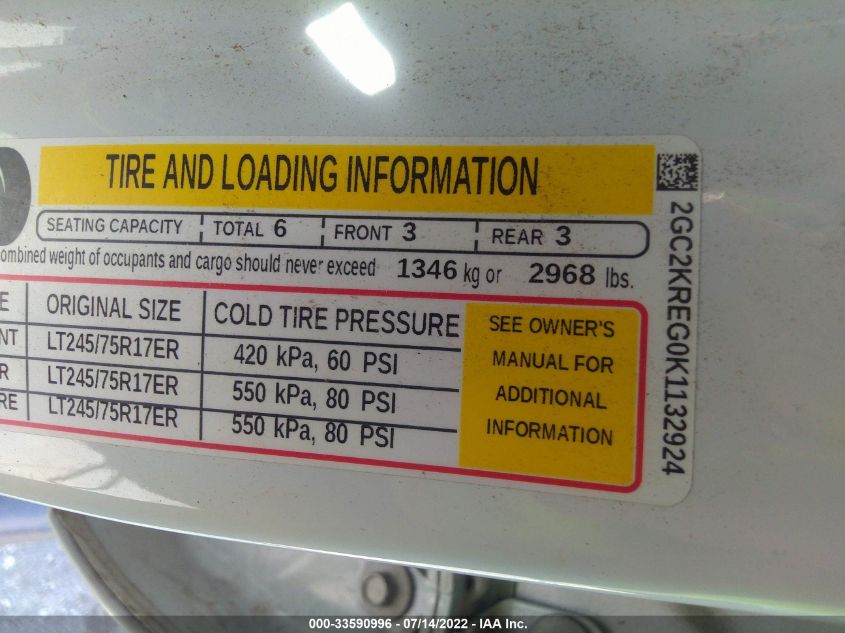 TIRE AND LOADING INFORMATION
SEATING CAPACITY TOTAL 6 FRONT 3 REAR 3
weight of occupants and cargo should never exceed 1346 kg or 2968 lbs.
ORIGINAL SIZE COLD TIRE PRESSURE
LT245/75R17ER 420 kPa, 60 PSI
LT245/75R17ER 550 kPa, 80 PSI
LT245/75R17ER 550 kPa, 80 PSI
SEE OWNER'S
MANUAL FOR
ADDITIONAL
INFORMATION
2GC2KREG0K1132924
000-33590996 - 07/14/2022 - IAA Inc.